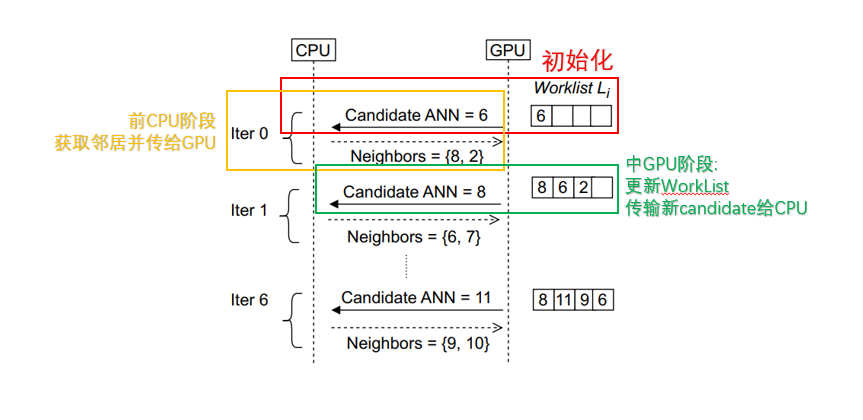 CPU
GPU
初始化
Worklist Li
前CPU阶段
获取邻居并传给GPU
Iter 0
Candidate ANN = 6
6
Neighbors = {8, 2}
中GPU阶段:
更新WorkList
传输新candidate给CPU
Iter 1
Candidate ANN = 8
8 6 2
Neighbors = {6, 7}
Iter 6
Candidate ANN = 11
8 11 9 6
Neighbors = {9, 10}